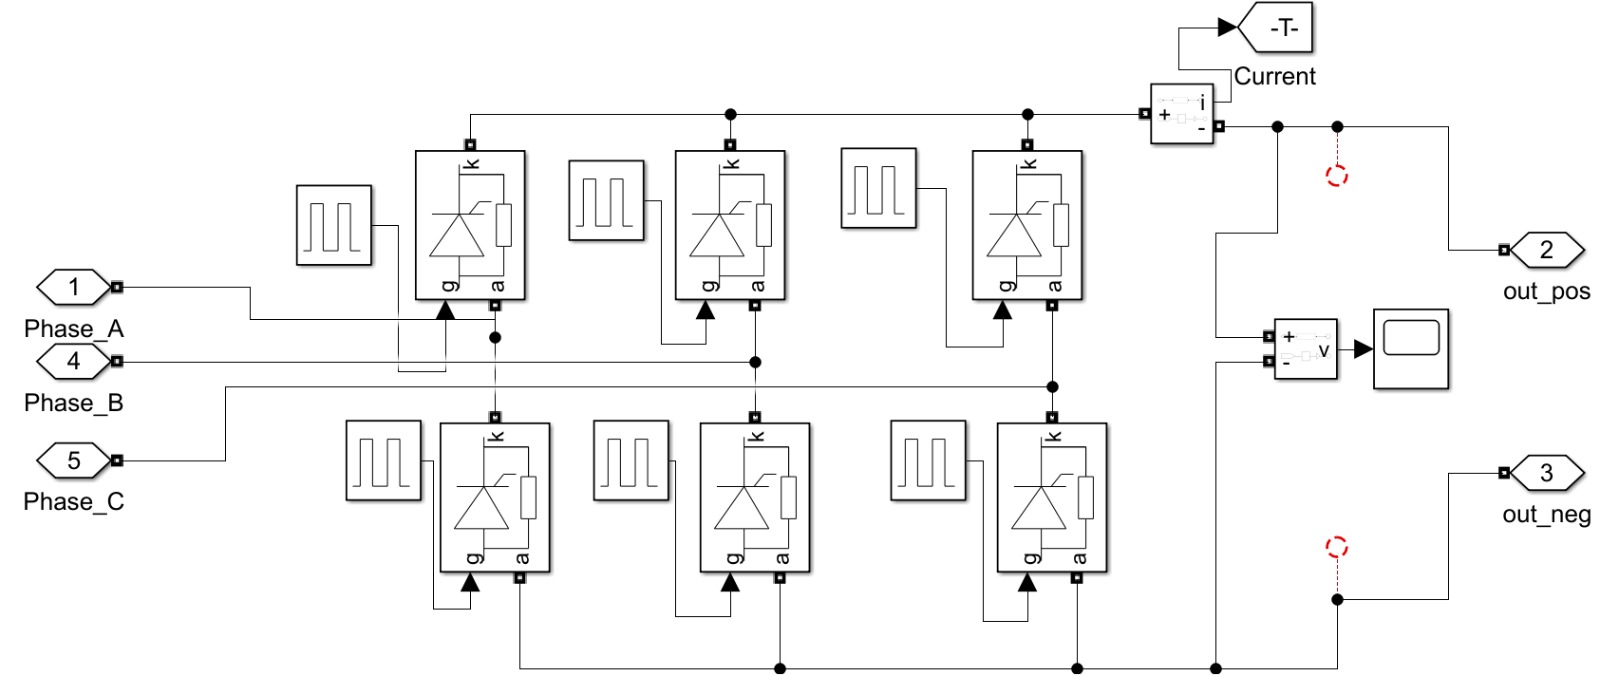 -T-
Current
i
+
-
k
k
k
g
a
g
a
g
a
1
Phase_A
2
out_pos
4
Phase_B
+
-
v
5
Phase_C
k
k
k
3
out_neg
g
a
g
a
g
a